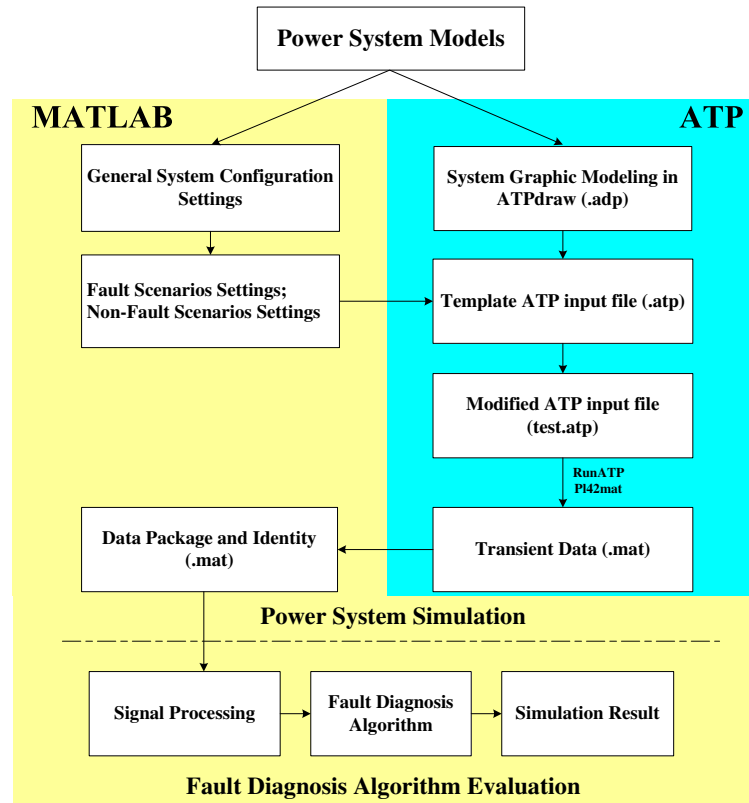 Power System Models
MATLAB
ATP
General System Configuration
Settings
System Graphic Modeling in
ATPdraw (.adp)
Fault Scenarios Settings;
Non-Fault Scenarios Settings
Template ATP input file (.atp)
Modified ATP input file
(test.atp)
RunATP
Pl42mat
Data Package and Identity
(.mat)
Transient Data (.mat)
Power System Simulation
Signal Processing
Fault Diagnosis
Algorithm
Simulation Result
Fault Diagnosis Algorithm Evaluation